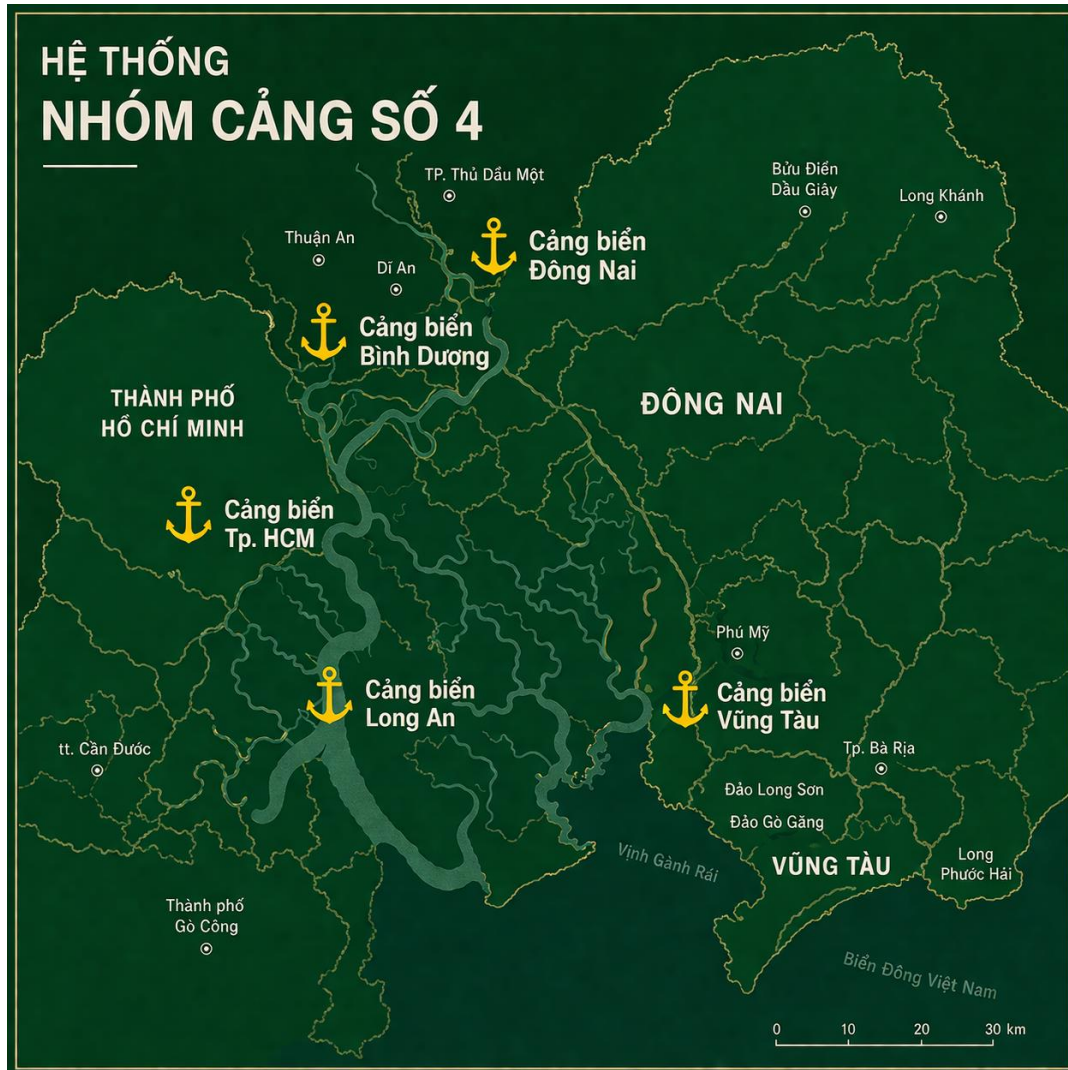 HỆ THỐNG
NHÓM CẢNG SỐ 4
TP. Thủ Dầu Một
Bửu Điển
Dầu Giây
Long Khánh
Thuận An
Dĩ An
Cảng biển
Đông Nai
Cảng biển
Bình Dương
THÀNH PHỐ
HỒ CHÍ MINH
ĐÔNG NAI
Cảng biển
Tp. HCM
Phú Mỹ
Cảng biển
Long An
Cảng biển
Vũng Tàu
tt. Cần Đước
Tp. Bà Rịa
Đảo Long Sơn
Đảo Gò Găng
Vịnh Gành Rái
VŨNG TÀU
Long
Phước Hải
Thành phố
Gò Công
Biển Đông Việt Nam
0 10 20 30 km